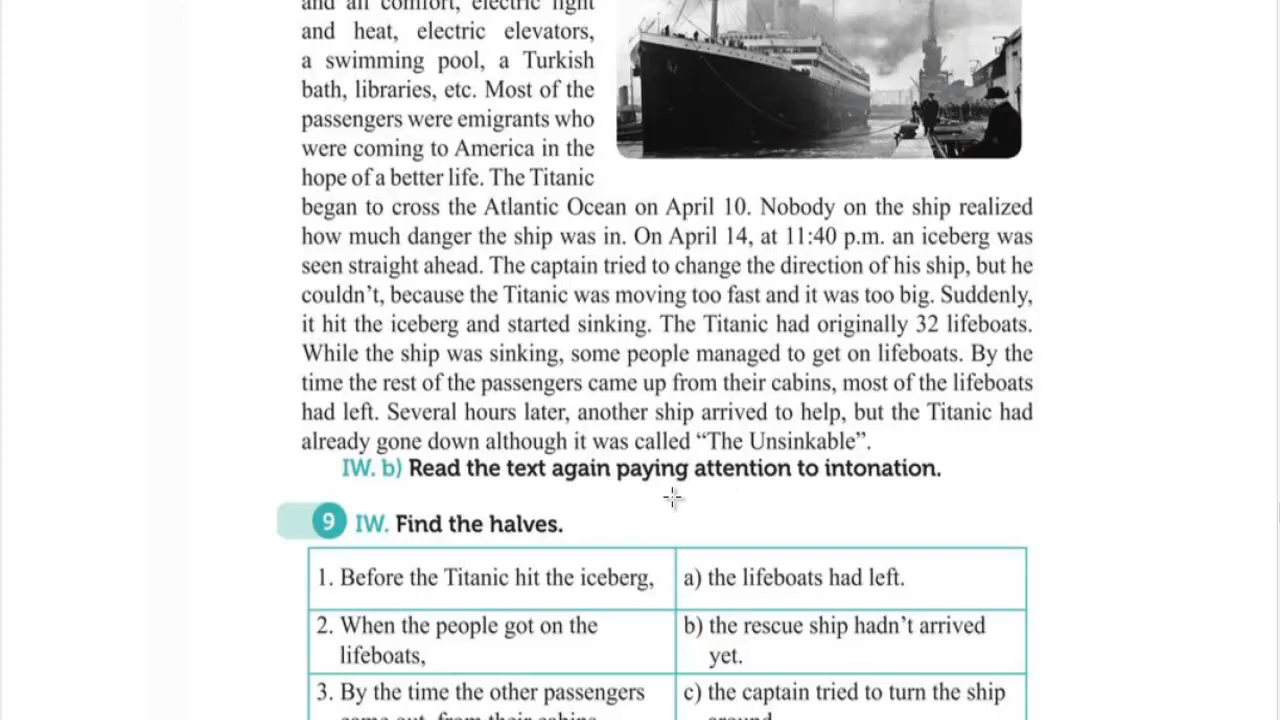 and all comfort, electric light
and heat, electric elevators,
a swimming pool, a Turkish
bath, libraries, etc. Most of the
passengers were emigrants who
were coming to America in the
hope of a better life. The Titanic
began to cross the Atlantic Ocean on April 10. Nobody on the ship realized
how much danger the ship was in. On April 14, at 11:40 p.m. an iceberg was
seen straight ahead. The captain tried to change the direction of his ship, but he
couldn't, because the Titanic was moving too fast and it was too big. Suddenly,
it hit the iceberg and started sinking. The Titanic had originally 32 lifeboats.
While the ship was sinking, some people managed to get on lifeboats. By the
time the rest of the passengers came up from their cabins, most of the lifeboats
had left. Several hours later, another ship arrived to help, but the Titanic had
already gone down although it was called “The Unsinkable”.
IW. b) Read the text again paying attention to intonation.
9 IW. Find the halves.
1. Before the Titanic hit the iceberg,
a) the lifeboats had left.
2. When the people got on the
lifeboats,
b) the rescue ship hadn't arrived
yet.
3. By the time the other passengers
came out from their cabins
c) the captain tried to turn the ship
around